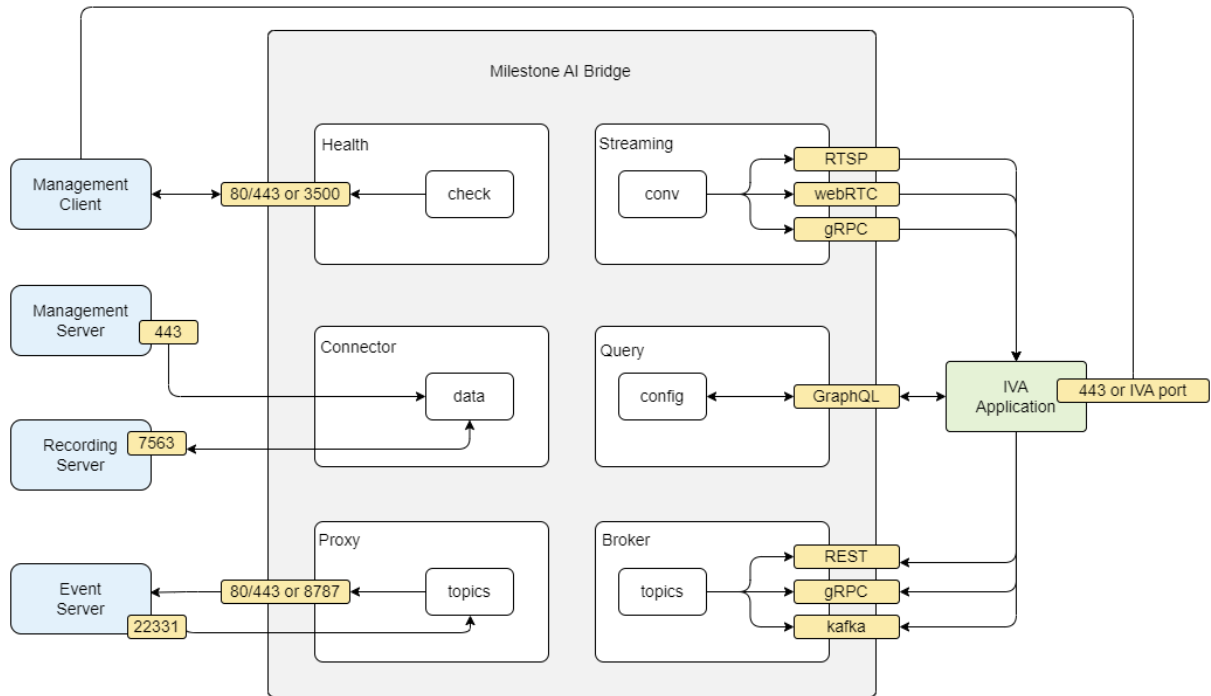 Milestone AI Bridge
Management
Client
80/443 or 3500
Health
check
Streaming
conv
RTSP
webRTC
gRPC
Management
Server
443
Connector
data
Recording
Server
7563
Query
config
GraphQL
IVA
Application
443 or IVA port
Event
Server
80/443 or 8787
22331
Proxy
topics
Broker
topics
REST
gRPC
kafka